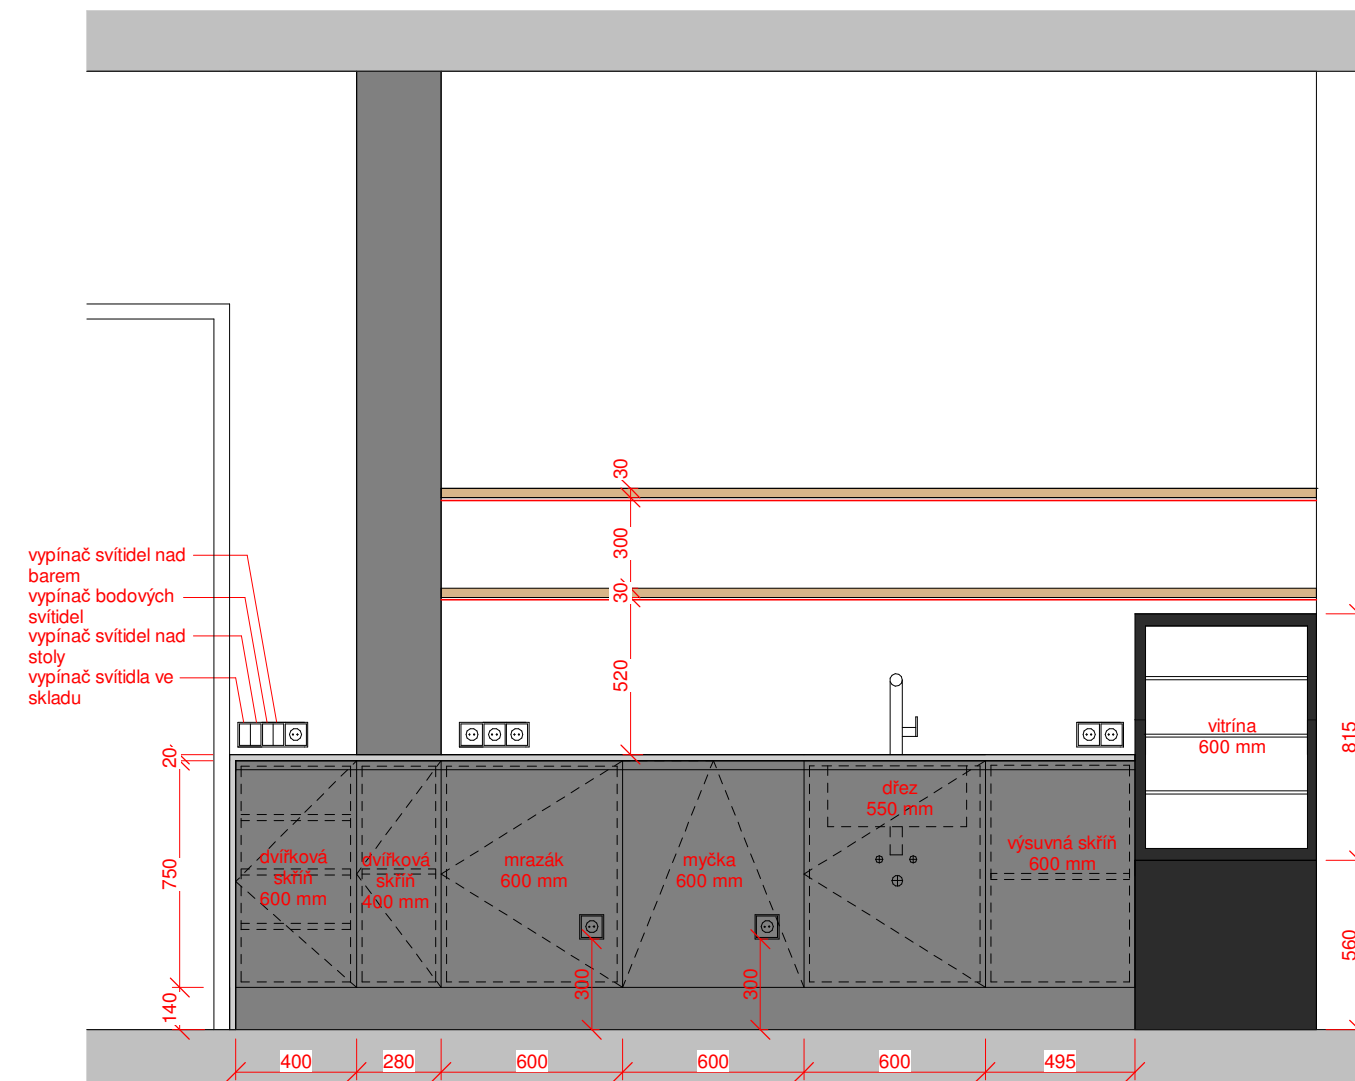 30
300
30
520
vypínač svítidel nad
barem
vypínač bodových
svítidel
vypínač svítidel nad
stoly
vypínač svítidla ve
skladu
20
750
140
dvířková
skříň
600 mm
dvířková
skříň
400 mm
mrazák
600 mm
myčka
600 mm
dřez
550 mm
výsuvná skříň
600 mm
vitrína
600 mm
815
560
300
300
400
280
600
600
600
495